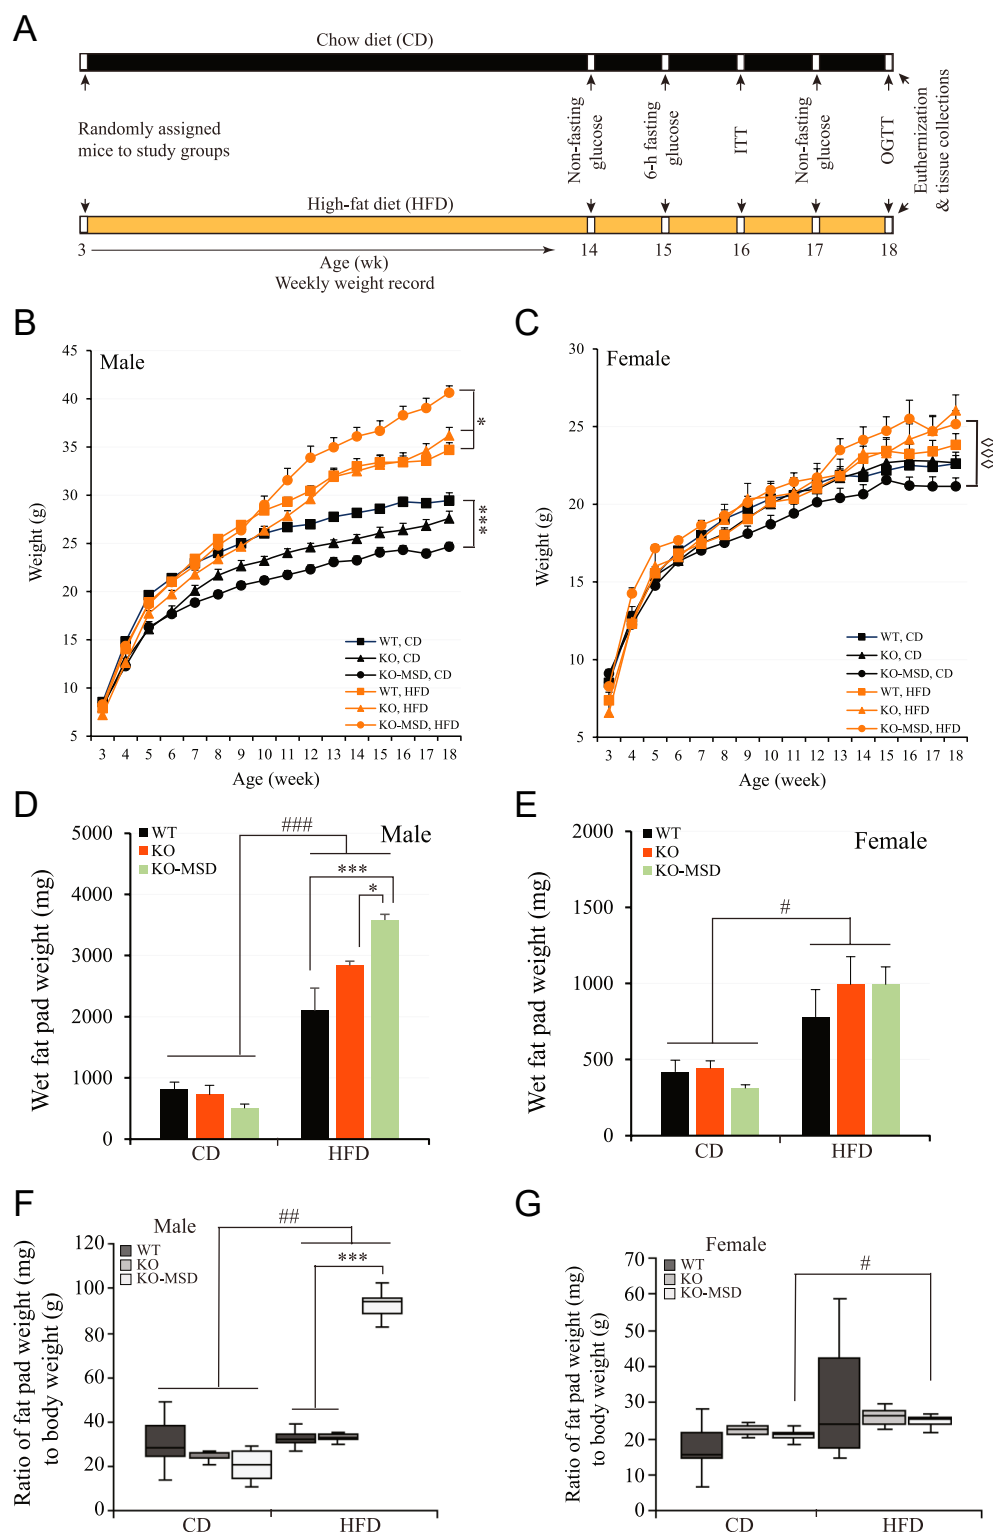 A
Chow diet (CD)
Randomly assigned
mice to study groups
Non-fasting
glucose
6-h fasting
glucose
ITT
Non-fasting
glucose
OGTT
Euthernization
& tissue collections
High-fat diet (HFD)
3 14 15 16 17 18
Age (wk)
Weekly weight record
B
Male
Weight (g)
45
40
35
30
25
20
15
10
5
*
***
WT, CD
KO, CD
KO-MSD, CD
WT, HFD
KO, HFD
KO-MSD, HFD
3 4 5 6 7 8 9 10 11 12 13 14 15 16 17 18
Age (week)
C
Female
Weight (g)
30
25
20
15
10
5
◊◊◊
WT, CD
KO, CD
KO-MSD, CD
WT, HFD
KO, HFD
KO-MSD, HFD
3 4 5 6 7 8 9 10 11 12 13 14 15 16 17 18
Age (week)
D
Male
Wet fat pad weight (mg)
5000
4000
3000
2000
1000
0
WT
KO
KO-MSD
###
***
*
CD HFD
E
Female
Wet fat pad weight (mg)
2000
1500
1000
500
0
WT
KO
KO-MSD
#
CD HFD
F
Male
Ratio of fat pad weight (mg)
to body weight (g)
120
100
80
60
40
20
0
WT
KO
KO-MSD
##
***
CD HFD
G
Female
Ratio of fat pad weight (mg)
to body weight (g)
70
60
50
40
30
20
10
0
WT
KO
KO-MSD
#
CD HFD